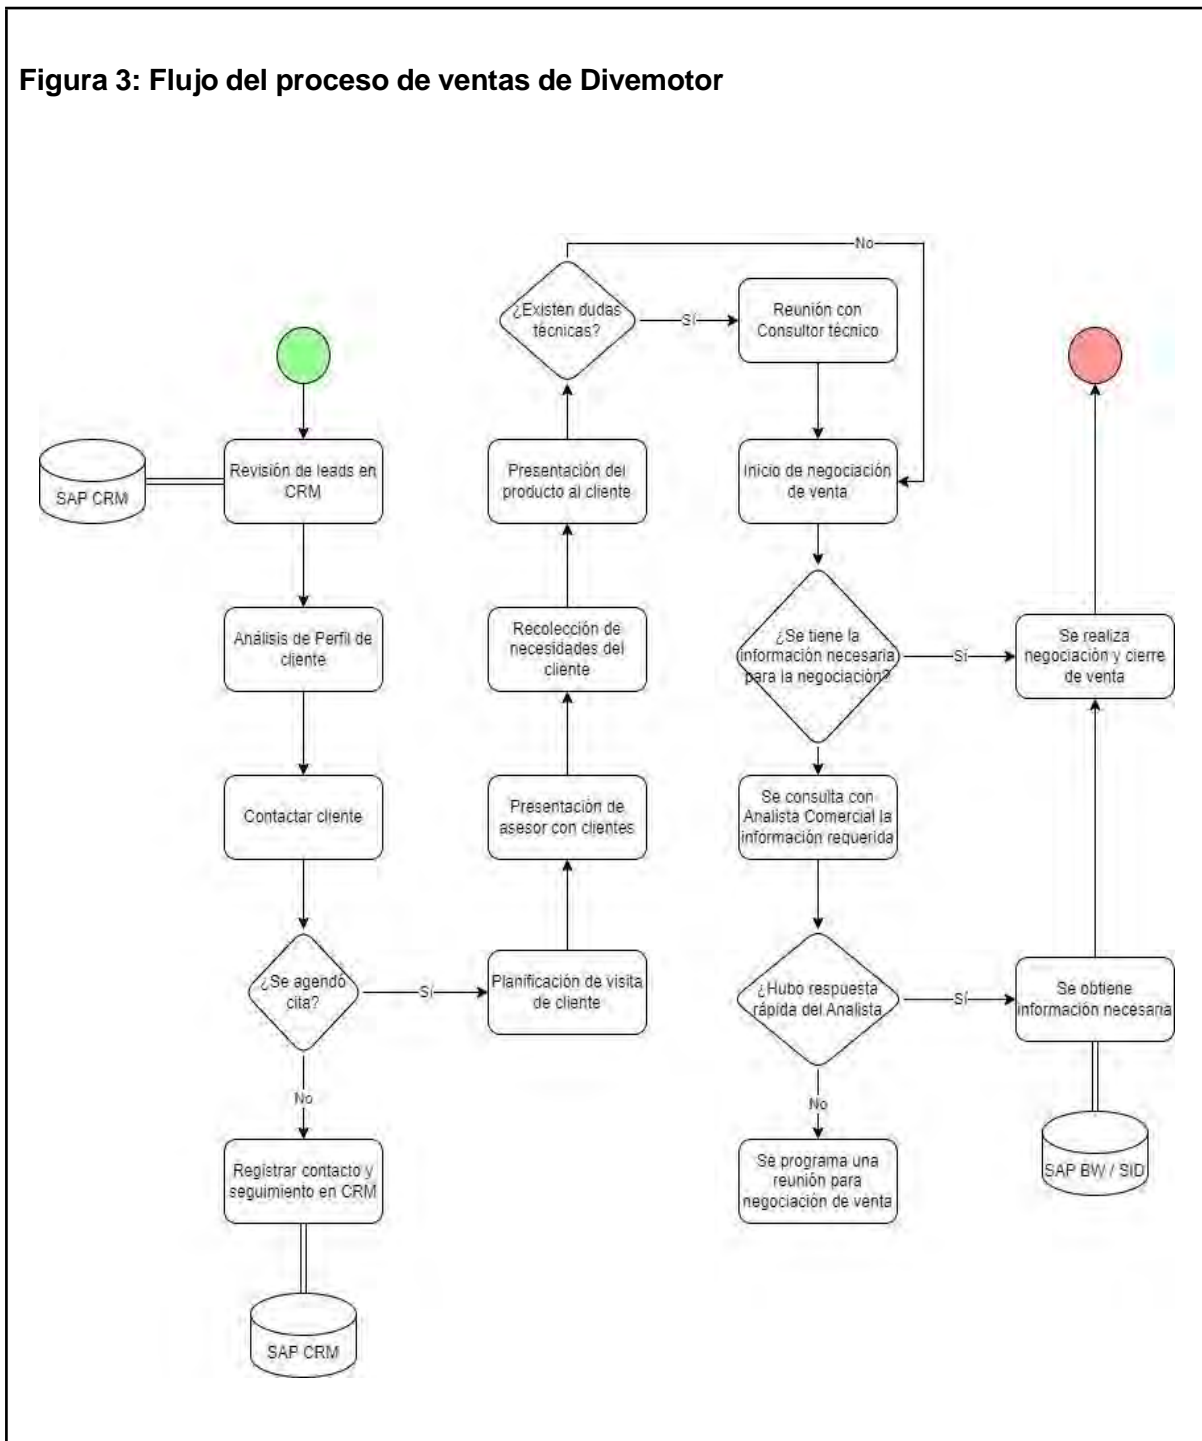 Figura 3: Flujo del proceso de ventas de Divemotor
SAP CRM
Revisión de leads en
CRM
Análisis de Perfil de
cliente
Contactar cliente
¿Se agendó
cita?
Sí
No
Registrar contacto y
seguimiento en CRM
SAP CRM
Planificación de visita
de cliente
Presentación de
asesor con clientes
Recolección de
necesidades del
cliente
Presentación del
producto al cliente
¿Existen dudas
técnicas?
No
Sí
Reunión con
Consultor técnico
Inicio de negociación
de venta
¿Se tiene la
información necesaria
para la negociación?
Sí
Se consulta con
Analista Comercial la
información requerida
¿Hubo respuesta
rápida del Analista
Sí
No
Se programa una
reunión para
negociación de venta
Se realiza
negociación y cierre
de venta
Se obtiene
información necesaria
SAP BW / SID